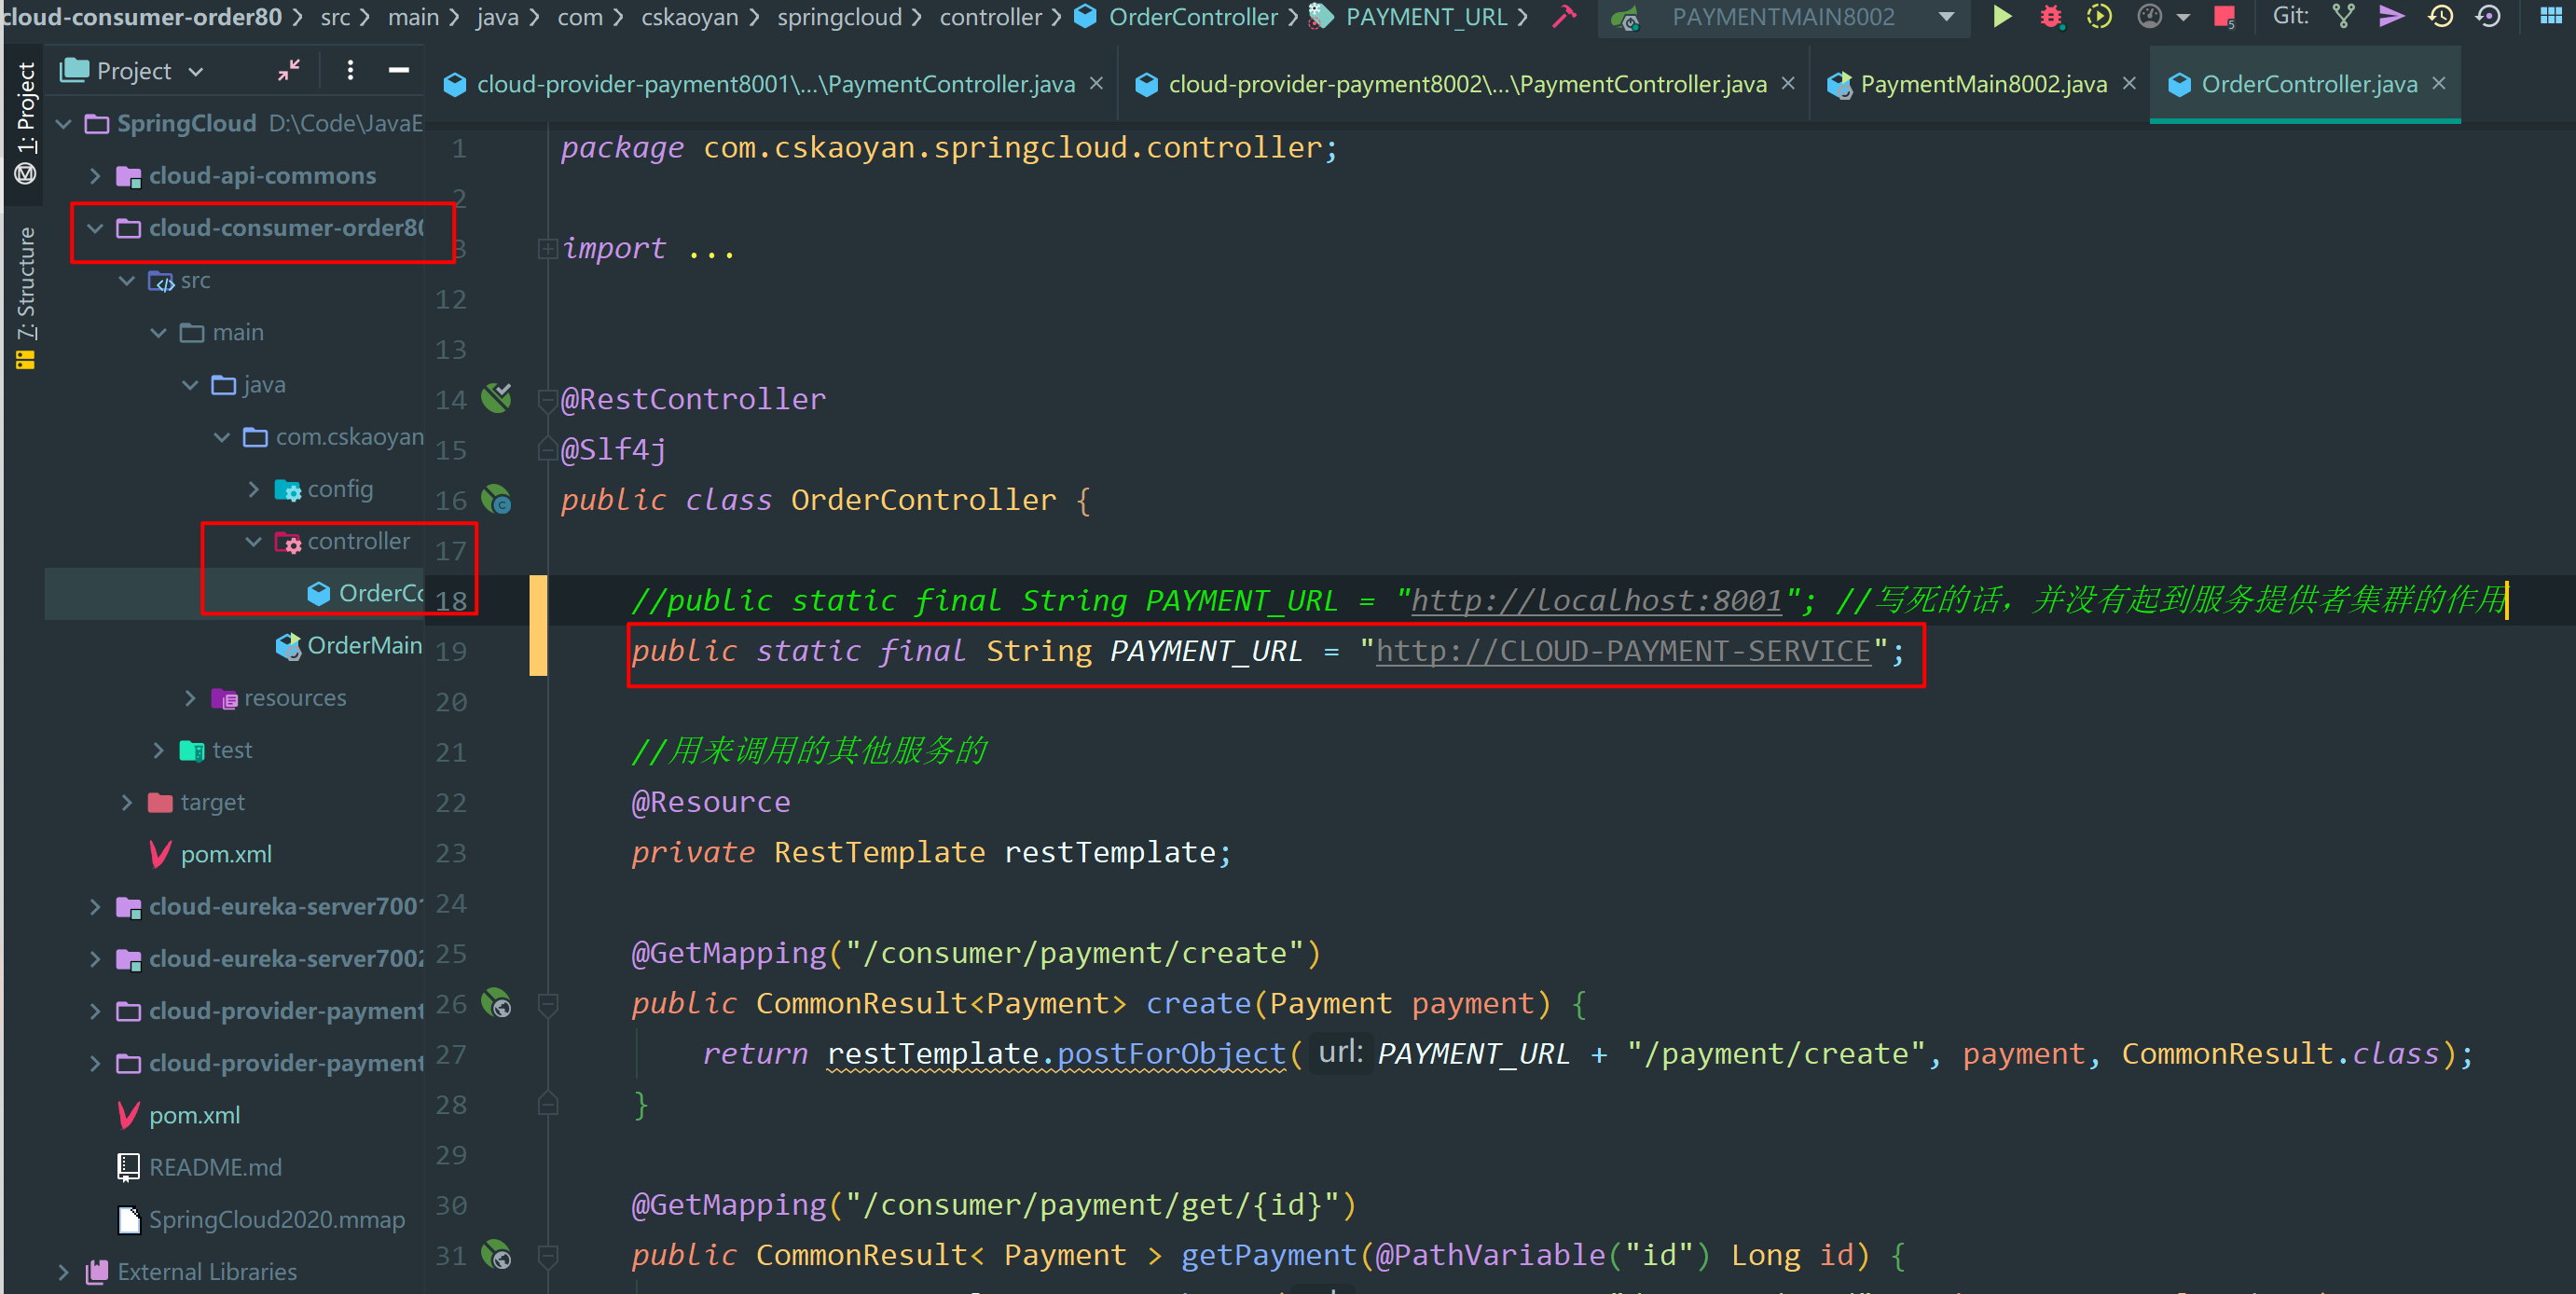 cloud-consumer-order80 › src › main › java › com › cskaoyan › springcloud › controller › OrderController › PAYMENT_URL › PAYMENTMAIN8002 Git:
1: Project
7: Structure
Project
cloud-provider-payment8001\...\PaymentController.java × cloud-provider-payment8002\...\PaymentController.java × PaymentMain8002.java × OrderController.java ×
SpringCloud D:\Code\JavaE
cloud-api-commons
cloud-consumer-order80
src
main
java
com.cskaoyan
config
controller
OrderCo
OrderMain
resources
test
target
pom.xml
cloud-eureka-server7001
cloud-eureka-server7002
cloud-provider-payment
cloud-provider-payment
pom.xml
README.md
SpringCloud2020.mmap
External Libraries
1 package com.cskaoyan.springcloud.controller;
2
3 import ...
12
13
14 @RestController
15 @Slf4j
16 public class OrderController {
17
18 //public static final String PAYMENT_URL = "http://localhost:8001"; //写死的话，并没有起到服务提供者集群的作用
19 public static final String PAYMENT_URL = "http://CLOUD-PAYMENT-SERVICE";
20
21 //用来调用的其他服务的
22 @Resource
23 private RestTemplate restTemplate;
24
25 @GetMapping("/consumer/payment/create")
26 public CommonResult<Payment> create(Payment payment) {
27 return restTemplate.postForObject( url: PAYMENT_URL + "/payment/create", payment, CommonResult.class);
28 }
29
30 @GetMapping("/consumer/payment/get/{id}")
31 public CommonResult< Payment > getPayment(@PathVariable("id") Long id) {